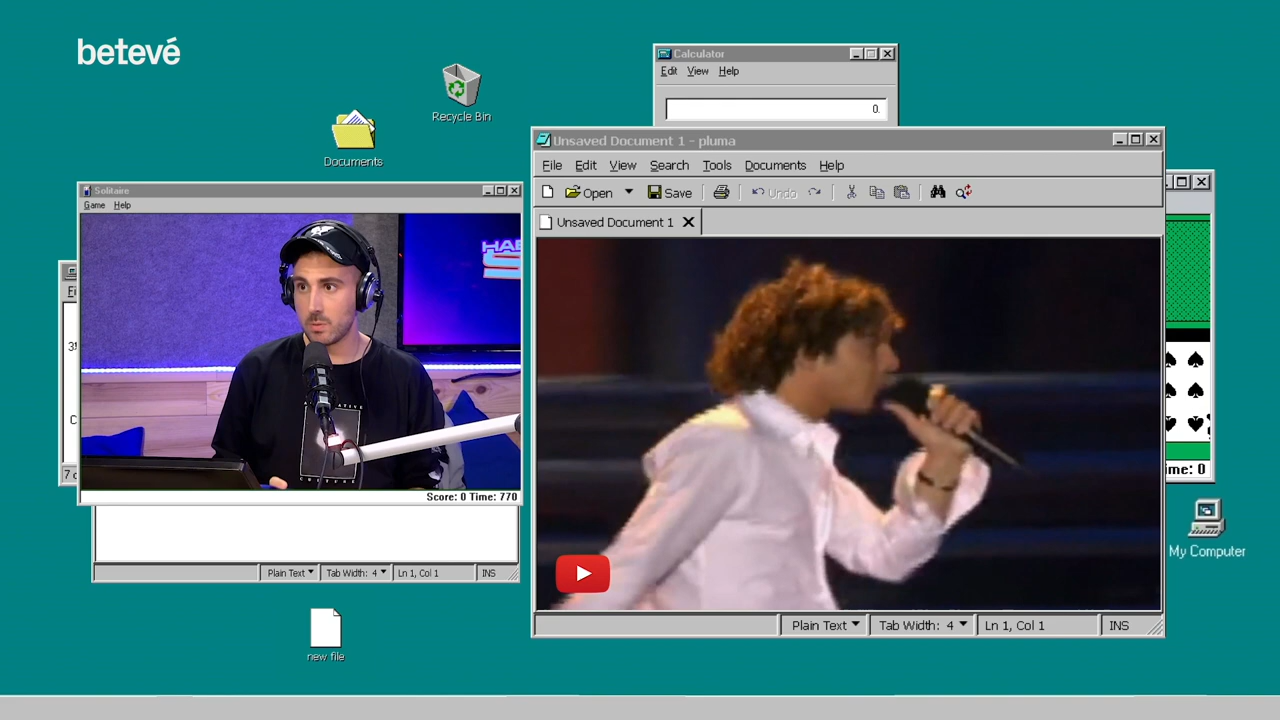 betevé
Recycle Bin
Documents
Calculator
Edit View Help
0.
Unsaved Document 1 - pluma
File Edit View Search Tools Documents Help
Open Save Undo
Unsaved Document 1
Solitaire
Game Help
HAB
S
CULTURE
Score: 0 Time: 770
Plain Text Tab Width: 4 Ln 1, Col 1 INS
new file
Plain Text Tab Width: 4 Ln 1, Col 1 INS
me: 0
My Computer